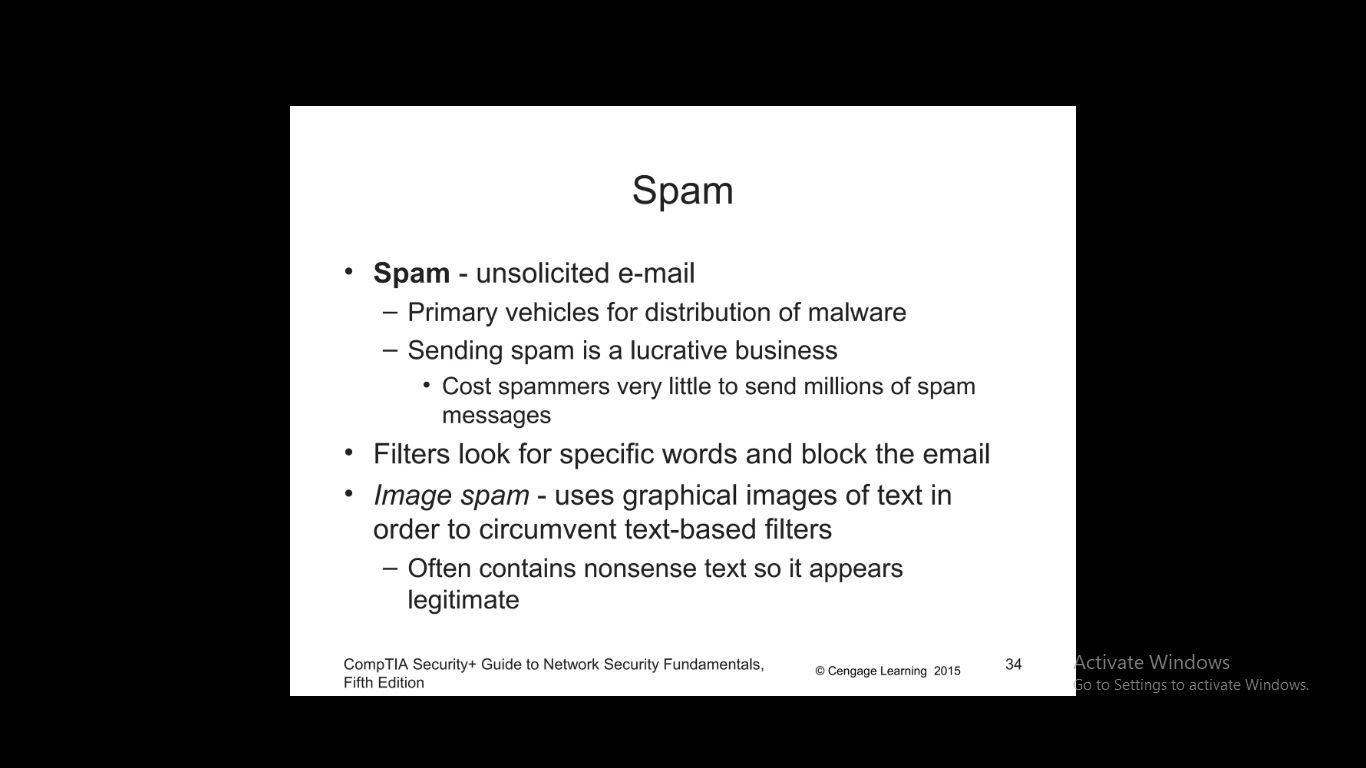 Spam
• Spam - unsolicited e-mail
– Primary vehicles for distribution of malware
– Sending spam is a lucrative business
• Cost spammers very little to send millions of spam
messages
• Filters look for specific words and block the email
• Image spam - uses graphical images of text in
order to circumvent text-based filters
– Often contains nonsense text so it appears
legitimate
CompTIA Security+ Guide to Network Security Fundamentals,
Fifth Edition
© Cengage Learning 2015
34
Activate Windows
Go to Settings to activate Windows.